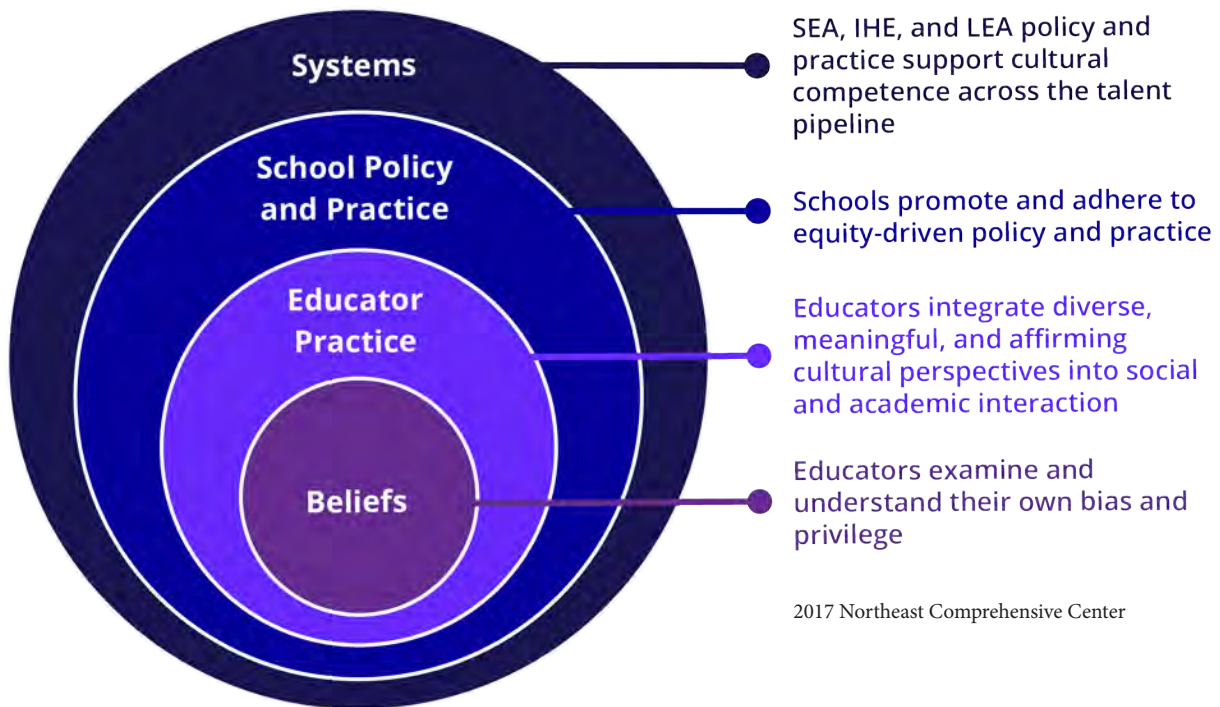 Systems
SEA, IHE, and LEA policy and
practice support cultural
competence across the talent
pipeline
School Policy
and Practice
Schools promote and adhere to
equity-driven policy and practice
Educator
Practice
Educators integrate diverse,
meaningful, and affirming
cultural perspectives into social
and academic interaction
Beliefs
Educators examine and
understand their own bias and
privilege
2017 Northeast Comprehensive Center